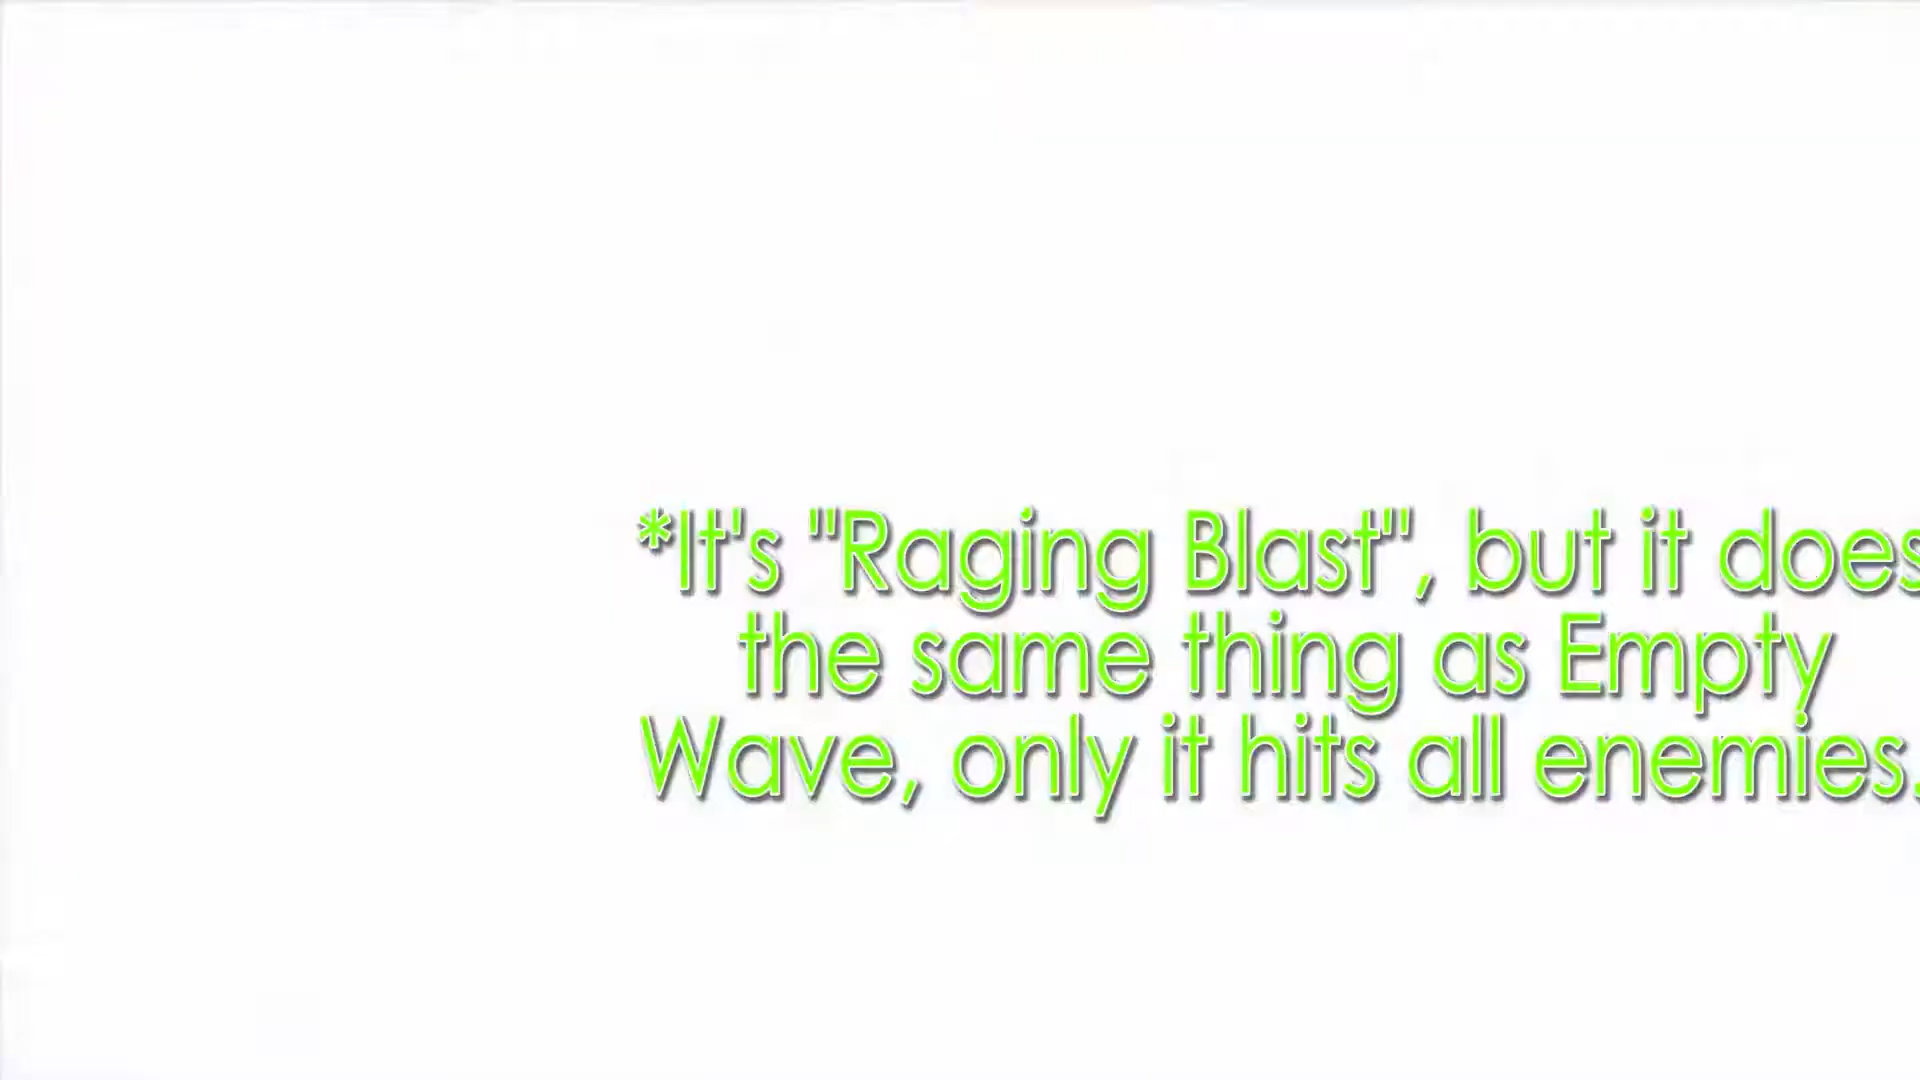 *It's "Raging Blast", but it does
the same thing as Empty
Wave, only it hits all enemies.